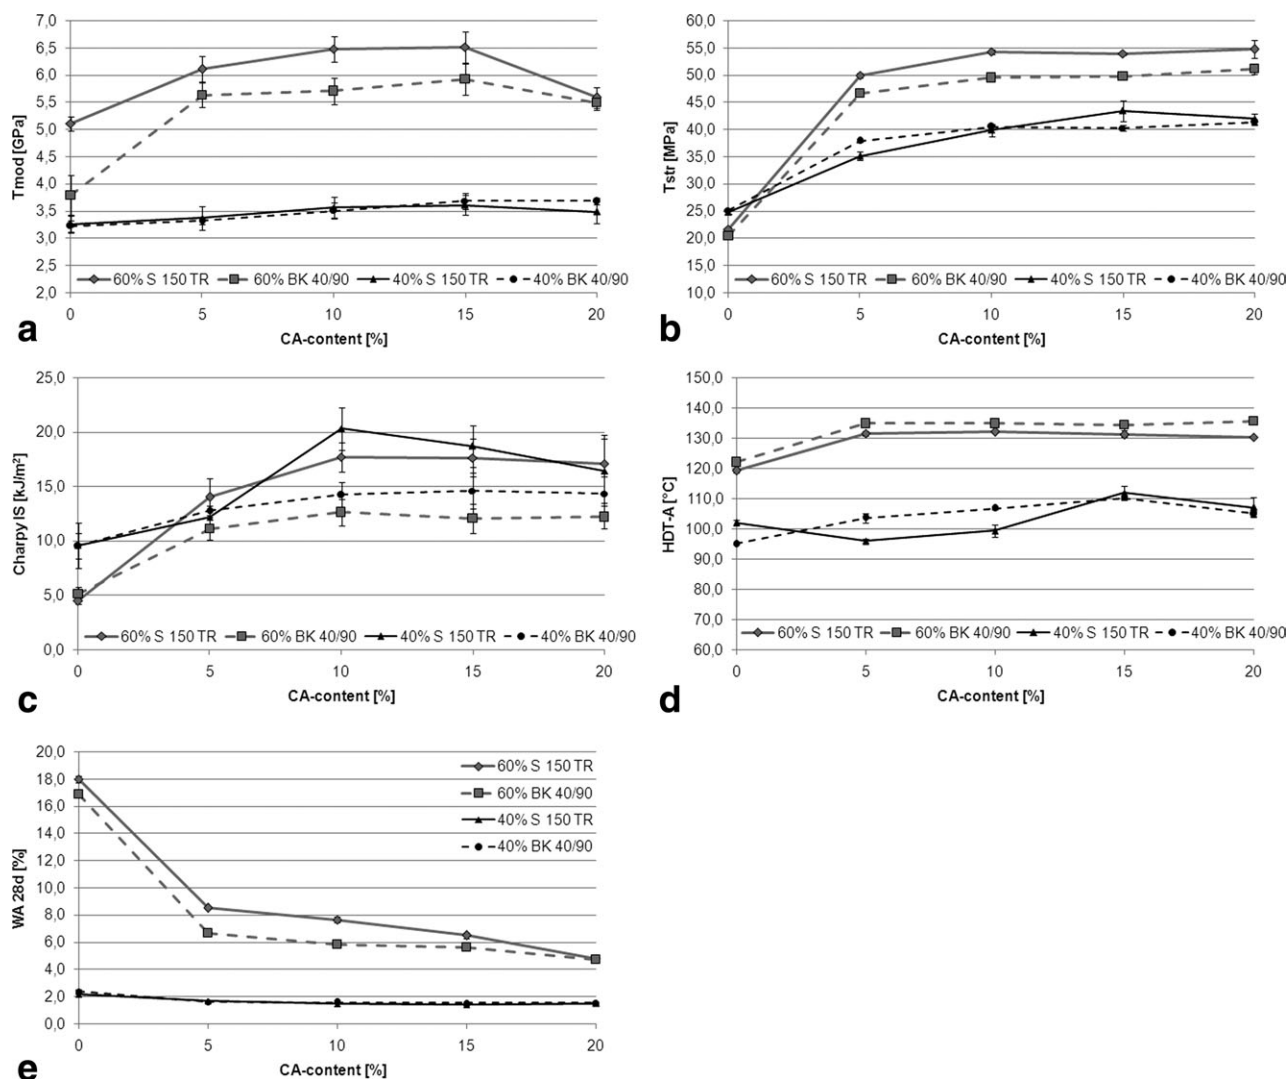 7,0
6,5
6,0
5,5
5,0
4,5
4,0
3,5
3,0
2,5
2,0
Tmod [GPa]
60% S 150 TR 60% BK 40/90 40% S 150 TR 40% BK 40/90
0 5 10 15 20
CA-content [%]
a
60,0
55,0
50,0
45,0
40,0
35,0
30,0
25,0
20,0
15,0
10,0
Tstr [MPa]
60% S 150 TR 60% BK 40/90 40% S 150 TR 40% BK 40/90
0 5 10 15 20
CA-content [%]
b
25,0
20,0
15,0
10,0
5,0
0,0
Charpy IS [kJ/m²]
60% S 150 TR 60% BK 40/90 40% S 150 TR 40% BK 40/90
0 5 10 15 20
CA-content [%]
c
150,0
140,0
130,0
120,0
110,0
100,0
90,0
80,0
70,0
60,0
HDT-A [°C]
60% S 150 TR 60% BK 40/90 40% S 150 TR 40% BK 40/90
0 5 10 15 20
CA-content [%]
d
20,0
18,0
16,0
14,0
12,0
10,0
8,0
6,0
4,0
2,0
0,0
WA 28d [%]
60% S 150 TR
60% BK 40/90
40% S 150 TR
40% BK 40/90
0 5 10 15 20
CA-content [%]
e